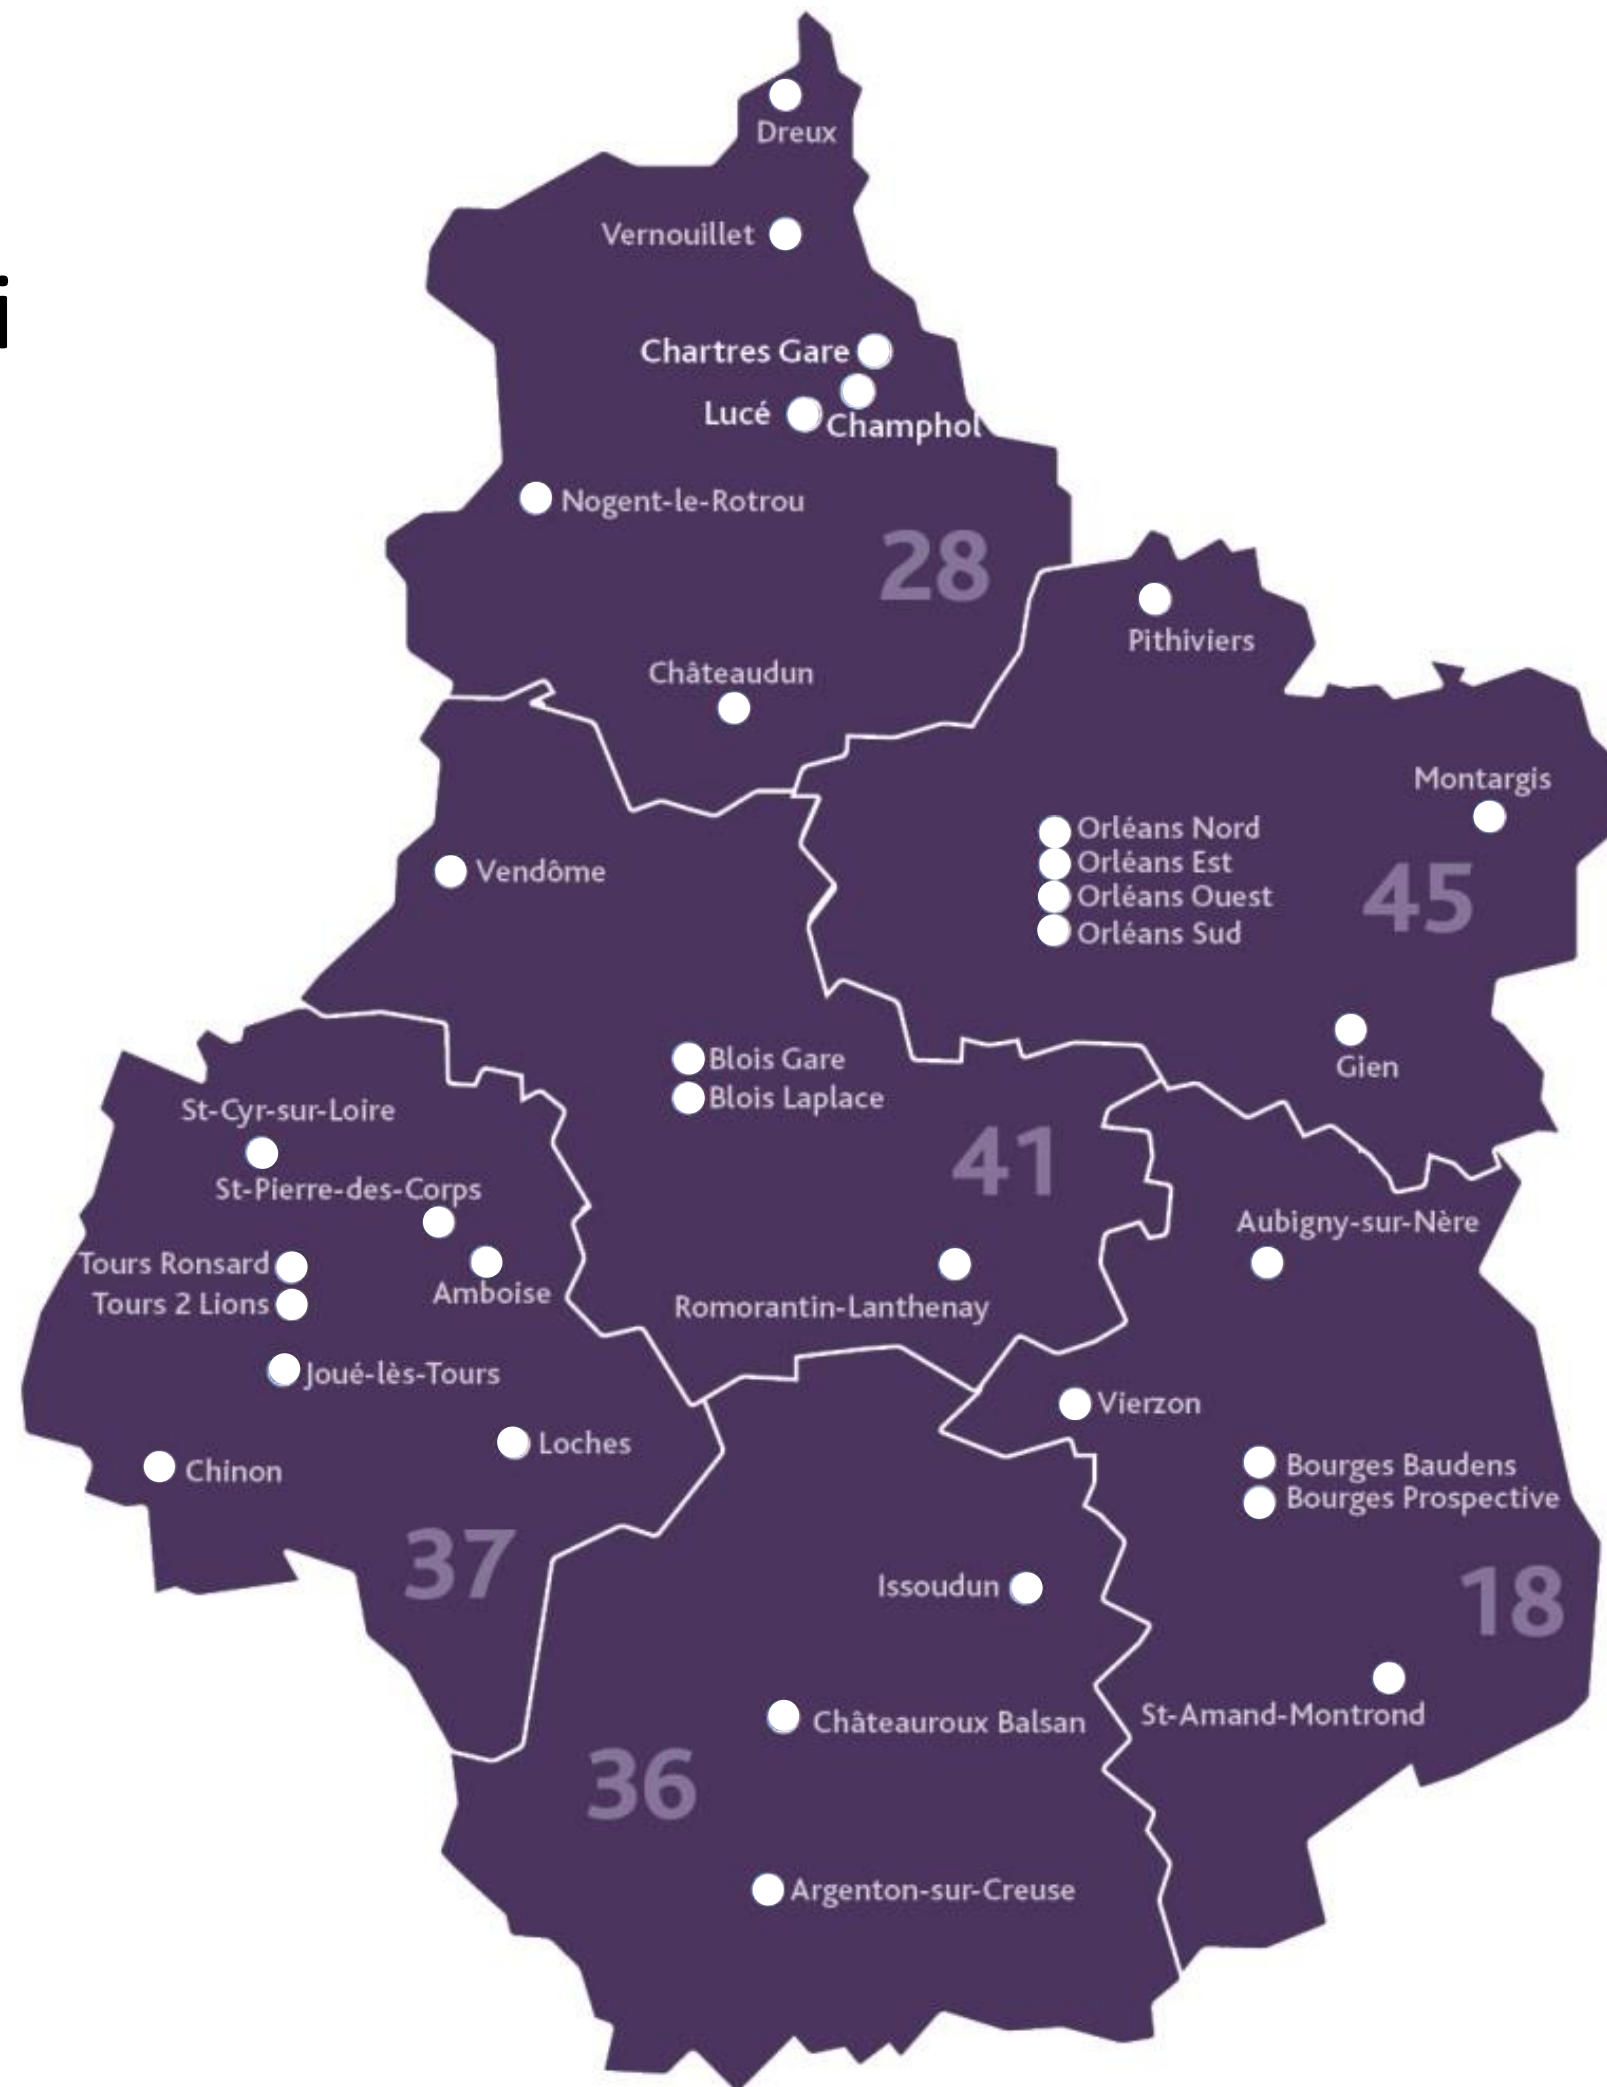 Dreux
Vernouillet
i
Chartres Gare
Lucé
Champhol
Nogent-le-Rotrou
28
Pithiviers
Châteaudun
Montargis
Orléans Nord
Orléans Est
Orléans Ouest
Orléans Sud
45
Vendôme
Gien
Blois Gare
Blois Laplace
41
St-Cyr-sur-Loire
St-Pierre-des-Corps
Aubigny-sur-Nère
Tours Ronsard
Tours 2 Lions
Amboise
Romorantin-Lanthenay
Joué-lès-Tours
Vierzon
Loches
Chinon
Bourges Baudens
Bourges Prospective
37
Issoudun
18
Châteauroux Balsan
St-Amand-Montrond
36
Argenton-sur-Creuse